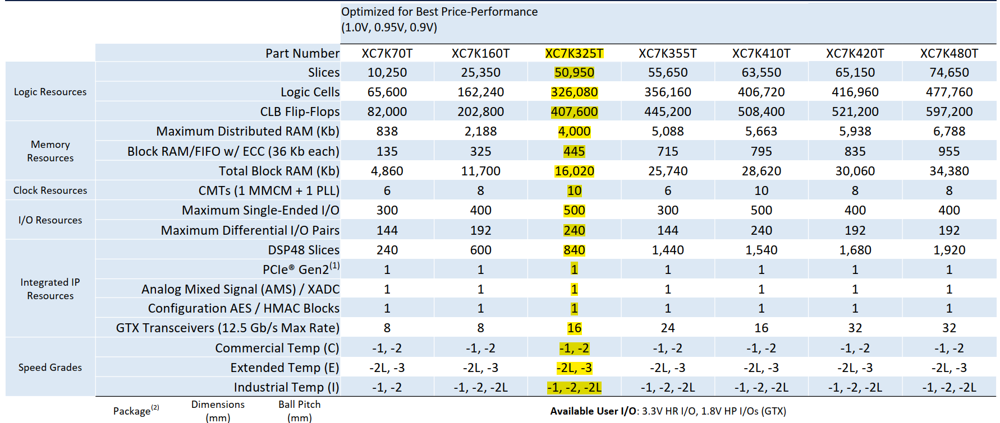 Optimized for Best Price-Performance
(1.0V, 0.95V, 0.9V)
Part Number XC7K70T XC7K160T XC7K325T XC7K355T XC7K410T XC7K420T XC7K480T
Logic Resources
Slices 10,250 25,350 50,950 55,650 63,550 65,150 74,650
Logic Cells 65,600 162,240 326,080 356,160 406,720 416,960 477,760
CLB Flip-Flops 82,000 202,800 407,600 445,200 508,400 521,200 597,200
Memory
Resources
Maximum Distributed RAM (Kb) 838 2,188 4,000 5,088 5,663 5,938 6,788
Block RAM/FIFO w/ ECC (36 Kb each) 135 325 445 715 795 835 955
Total Block RAM (Kb) 4,860 11,700 16,020 25,740 28,620 30,060 34,380
Clock Resources CMTs (1 MMCM + 1 PLL) 6 8 10 6 10 8 8
I/O Resources
Maximum Single-Ended I/O 300 400 500 300 500 400 400
Maximum Differential I/O Pairs 144 192 240 144 240 192 192
Integrated IP
Resources
DSP48 Slices 240 600 840 1,440 1,540 1,680 1,920
PCIe® Gen2(1) 1 1 1 1 1 1 1
Analog Mixed Signal (AMS) / XADC 1 1 1 1 1 1 1
Configuration AES / HMAC Blocks 1 1 1 1 1 1 1
GTX Transceivers (12.5 Gb/s Max Rate) 8 8 16 24 16 32 32
Speed Grades
Commercial Temp (C) -1, -2 -1, -2 -1, -2 -1, -2 -1, -2 -1, -2 -1, -2
Extended Temp (E) -2L, -3 -2L, -3 -2L, -3 -2L, -3 -2L, -3 -2L, -3 -2L, -3
Industrial Temp (I) -1, -2 -1, -2, -2L -1, -2, -2L -1, -2, -2L -1, -2, -2L -1, -2, -2L -1, -2, -2L
Package(2)
Dimensions
(mm)
Ball Pitch
(mm)
Available User I/O: 3.3V HR I/O, 1.8V HP I/Os (GTX)